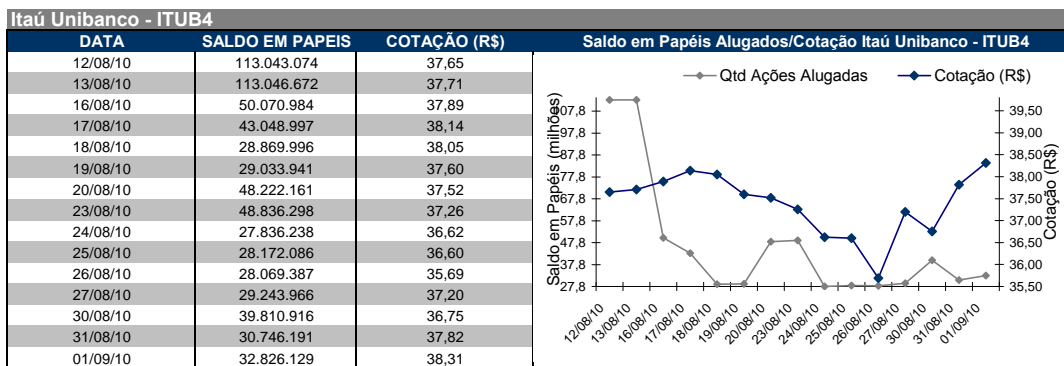 Itaú Unibanco - ITUB4
DATA SALDO EM PAPEIS COTAÇÃO (R$)
12/08/10 113.043.074 37,65
13/08/10 113.046.672 37,71
16/08/10 50.070.984 37,89
17/08/10 43.048.997 38,14
18/08/10 28.869.996 38,05
19/08/10 29.033.941 37,60
20/08/10 48.222.161 37,52
23/08/10 48.836.298 37,26
24/08/10 27.836.238 36,62
25/08/10 28.172.086 36,60
26/08/10 28.069.387 35,69
27/08/10 29.243.966 37,20
30/08/10 39.810.916 36,75
31/08/10 30.746.191 37,82
01/09/10 32.826.129 38,31
Saldo em Papéis Alugados/Cotação Itaú Unibanco - ITUB4
Qtd Ações Alugadas Cotação (R$)
Saldo em Papéis (milhões)
107,8
97,8
87,8
77,8
67,8
57,8
47,8
37,8
27,8
39,50
39,00
38,50
38,00
37,50
37,00
36,50
36,00
35,50
Cotação (R$)
12/08/10
13/08/10
16/08/10
17/08/10
18/08/10
19/08/10
20/08/10
23/08/10
24/08/10
25/08/10
26/08/10
27/08/10
30/08/10
31/08/10
01/09/10